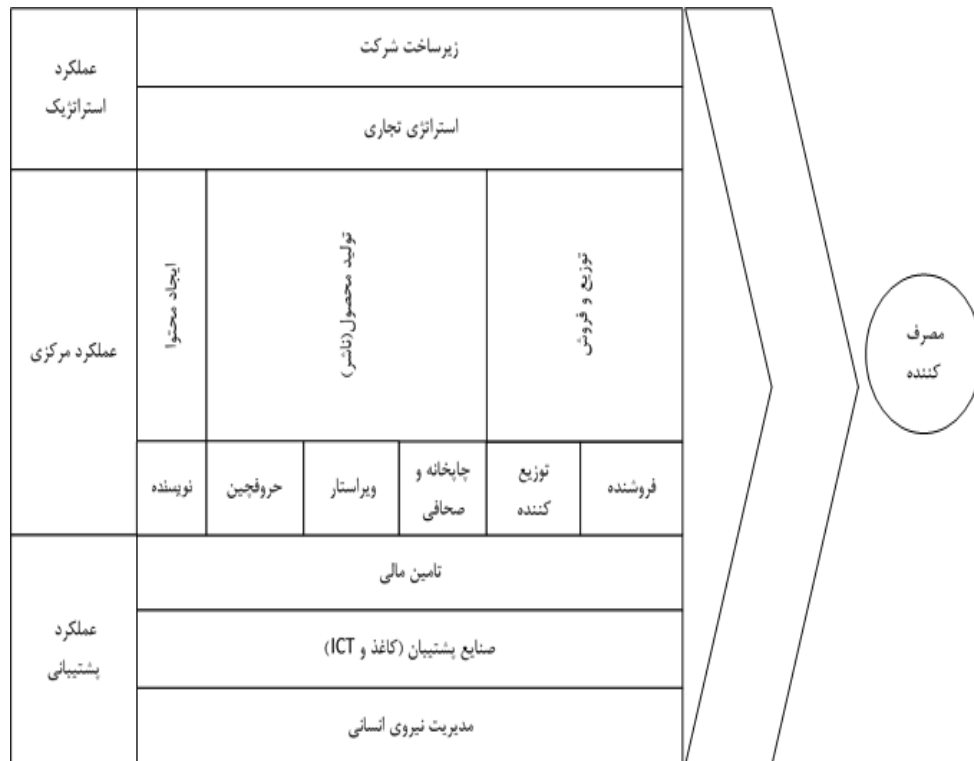 عملکرد
استراتژیک
زیرساخت شرکت
استراتژی تجاری
عملکرد مرکزی
ایجاد محتوا
تولید محصول(ناشر)
توزیع و فروش
نویسنده
حروفچین
ویراستار
چاپخانه و
صحافی
توزیع
کننده
فروشنده
عملکرد
پشتیبانی
تامین مالی
صنایع پشتیبان (کاغذ و ICT)
مدیریت نیروی انسانی
مصرف
کننده